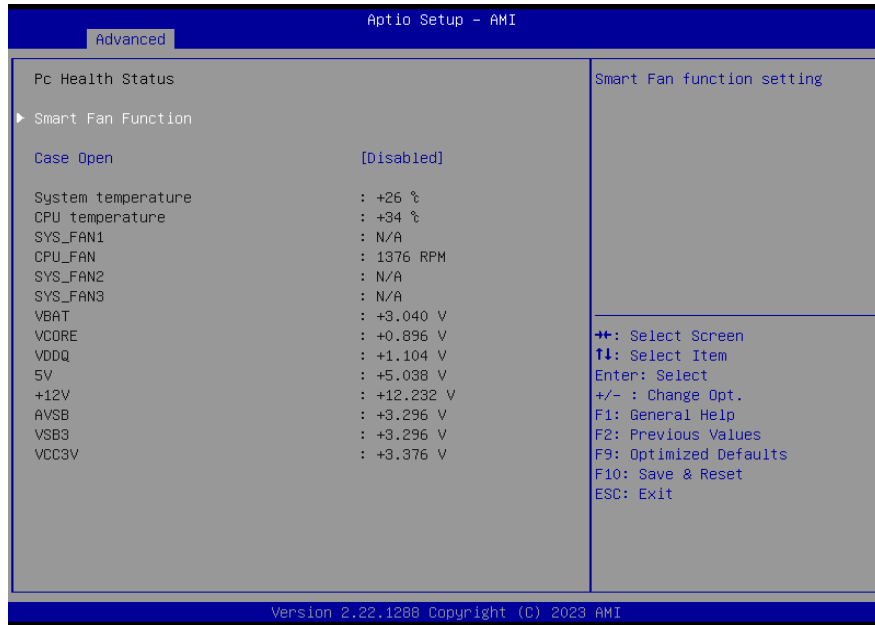 Aptio Setup – AMI
Advanced
Pc Health Status
Smart Fan Function
Case Open [Disabled]
System temperature : +26 ℃
CPU temperature : +34 ℃
SYS_FAN1 : N/A
CPU_FAN : 1376 RPM
SYS_FAN2 : N/A
SYS_FAN3 : N/A
VBAT : +3.040 V
VCORE : +0.896 V
VDDQ : +1.104 V
5V : +5.038 V
+12V : +12.232 V
AVSB : +3.296 V
VSB3 : +3.296 V
VCC3V : +3.376 V
Smart Fan function setting
→←: Select Screen
↑↓: Select Item
Enter: Select
+/- : Change Opt.
F1: General Help
F2: Previous Values
F9: Optimized Defaults
F10: Save & Reset
ESC: Exit
Version 2.22.1288 Copyright (C) 2023 AMI